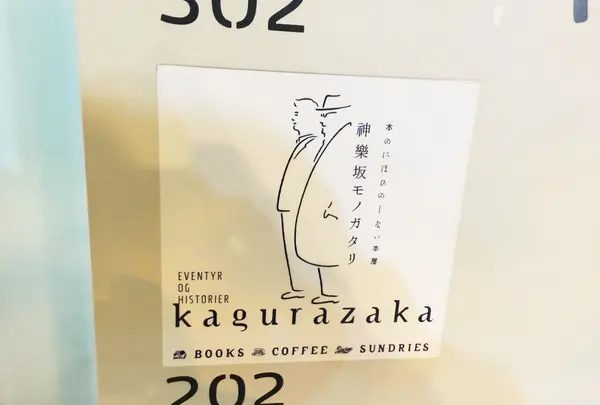 302
本のにほひのしない本屋
神樂坂モノガタリ
EVENTYR
OG
HISTORIER
kagurazaka
BOOKS COFFEE SUNDRIES
202